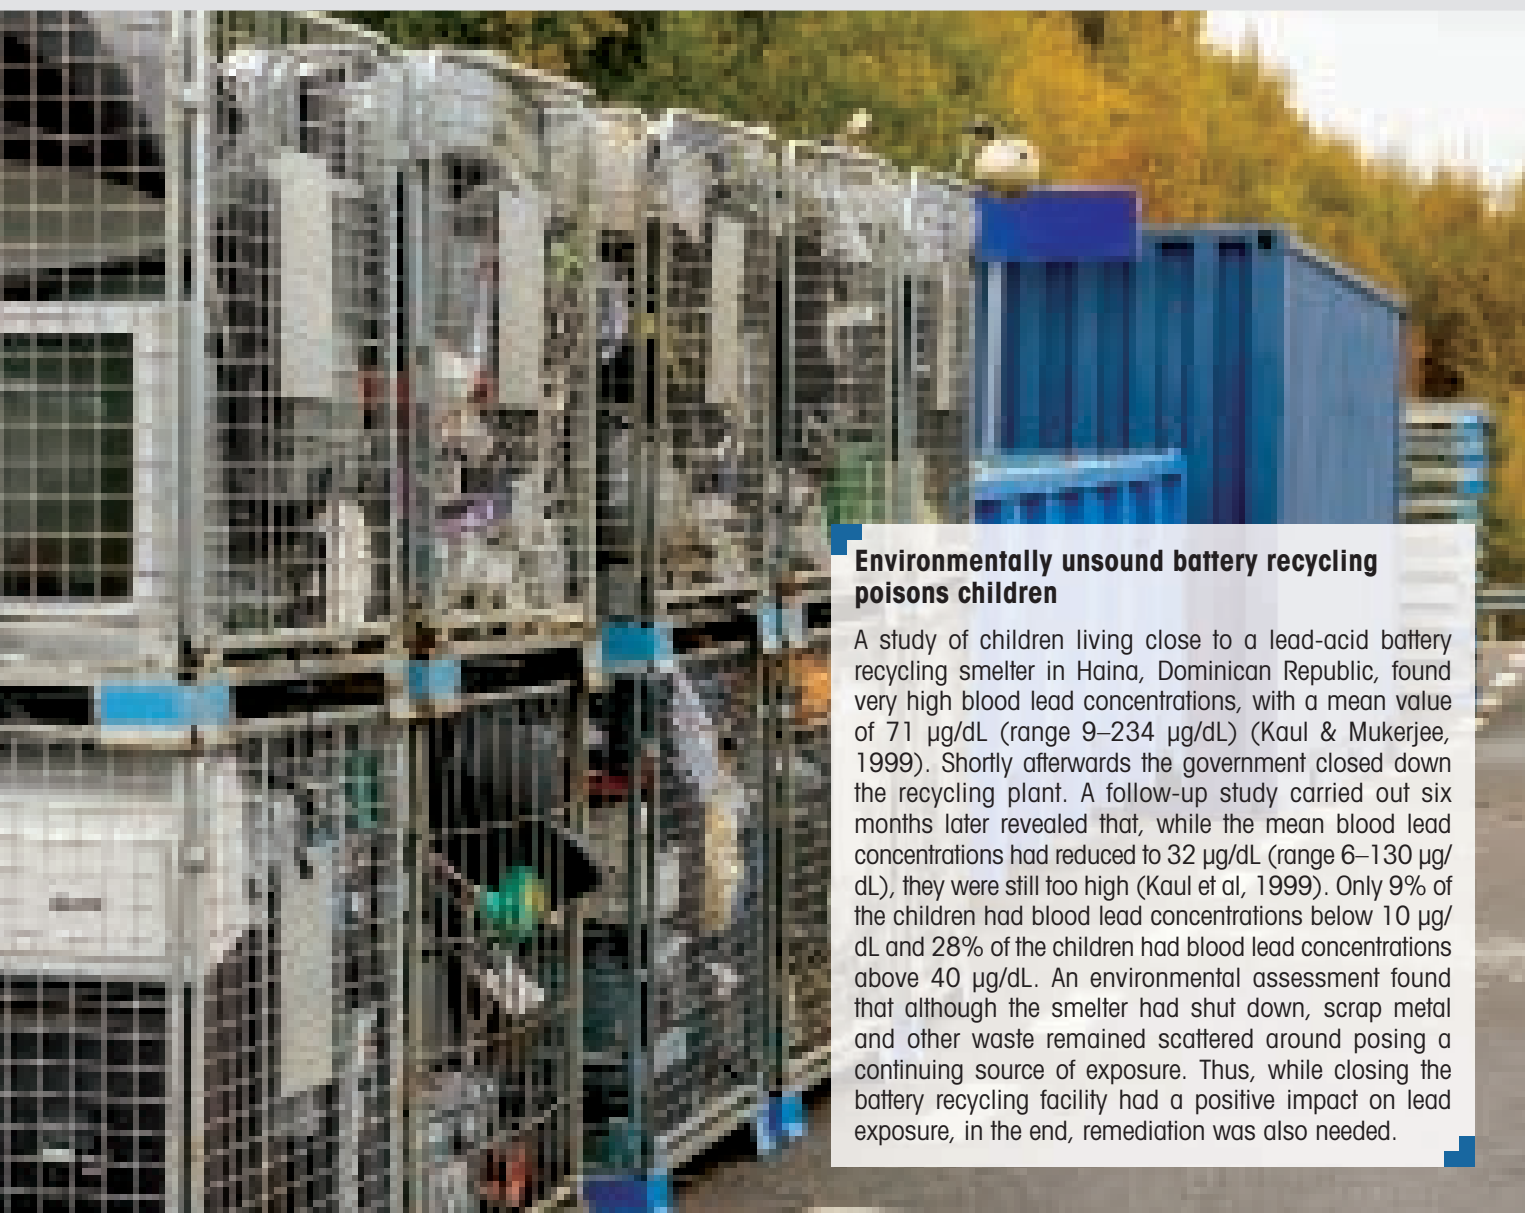 Environmentally unsound battery recycling
poisons children
A study of children living close to a lead-acid battery
recycling smelter in Haina, Dominican Republic, found
very high blood lead concentrations, with a mean value
of 71 µg/dL (range 9–234 µg/dL) (Kaul & Mukerjee,
1999). Shortly afterwards the government closed down
the recycling plant. A follow-up study carried out six
months later revealed that, while the mean blood lead
concentrations had reduced to 32 µg/dL (range 6–130 µg/
dL), they were still too high (Kaul et al, 1999). Only 9% of
the children had blood lead concentrations below 10 µg/
dL and 28% of the children had blood lead concentrations
above 40 µg/dL. An environmental assessment found
that although the smelter had shut down, scrap metal
and other waste remained scattered around posing a
continuing source of exposure. Thus, while closing the
battery recycling facility had a positive impact on lead
exposure, in the end, remediation was also needed.